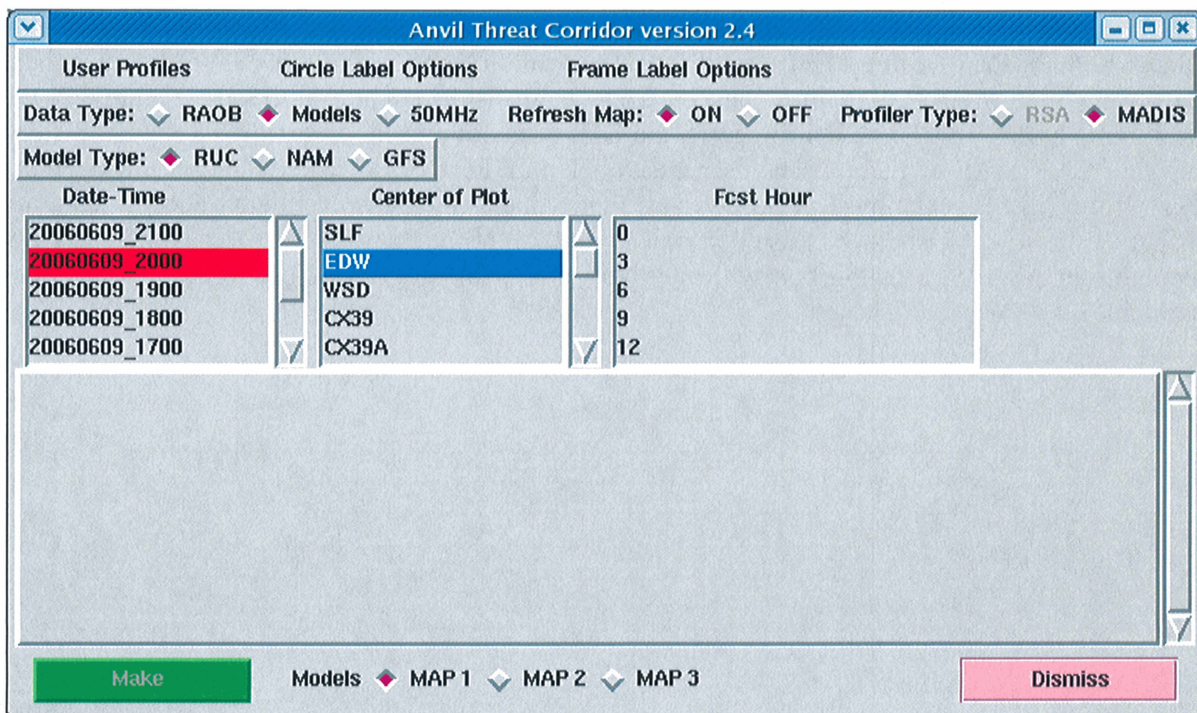 Anvil Threat Corridor version 2.4
User Profiles Circle Label Options Frame Label Options
Data Type: RAOB Models 50MHz Refresh Map: ON OFF Profiler Type: RSA MADIS
Model Type: RUC NAM GFS
Date-Time Center of Plot Fcst Hour
20060609_2100 SLF 0
20060609_2000 EDW 3
20060609_1900 WSD 6
20060609_1800 CX39 9
20060609_1700 CX39A 12
Make Models MAP 1 MAP 2 MAP 3 Dismiss